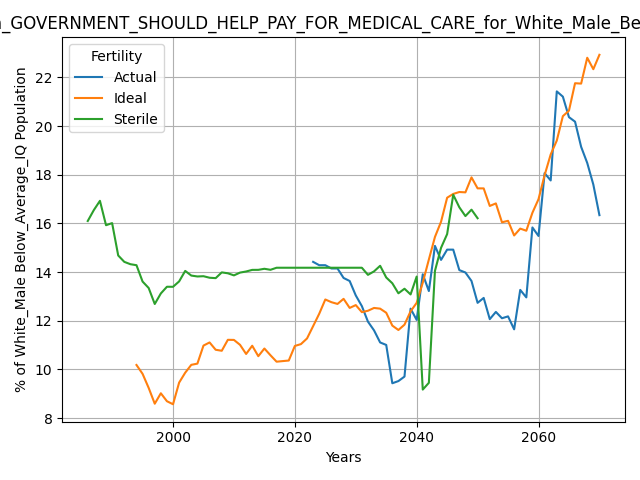 _GOVERNMENT_SHOULD_HELP_PAY_FOR_MEDICAL_CARE_for_White_Male_Be
Fertility
Actual
Ideal
Sterile
% of White_Male Below_Average_IQ Population
22
20
18
16
14
12
10
8
2000
2020
2040
2060
Years